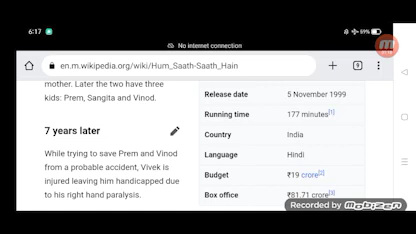 6:17
59%
No internet connection
en.m.wikipedia.org/wiki/Hum_Saath-Saath_Hain
9
mother. Later the two have three
kids: Prem, Sangita and Vinod.
7 years later
While trying to save Prem and Vinod
from a probable accident, Vivek is
injured leaving him handicapped due
to his right hand paralysis.
Release date 5 November 1999
Running time 177 minutes[1]
Country India
Language Hindi
Budget ₹19 crore[2]
Box office ₹81.71 crore[3]
Recorded by MOBIZEN